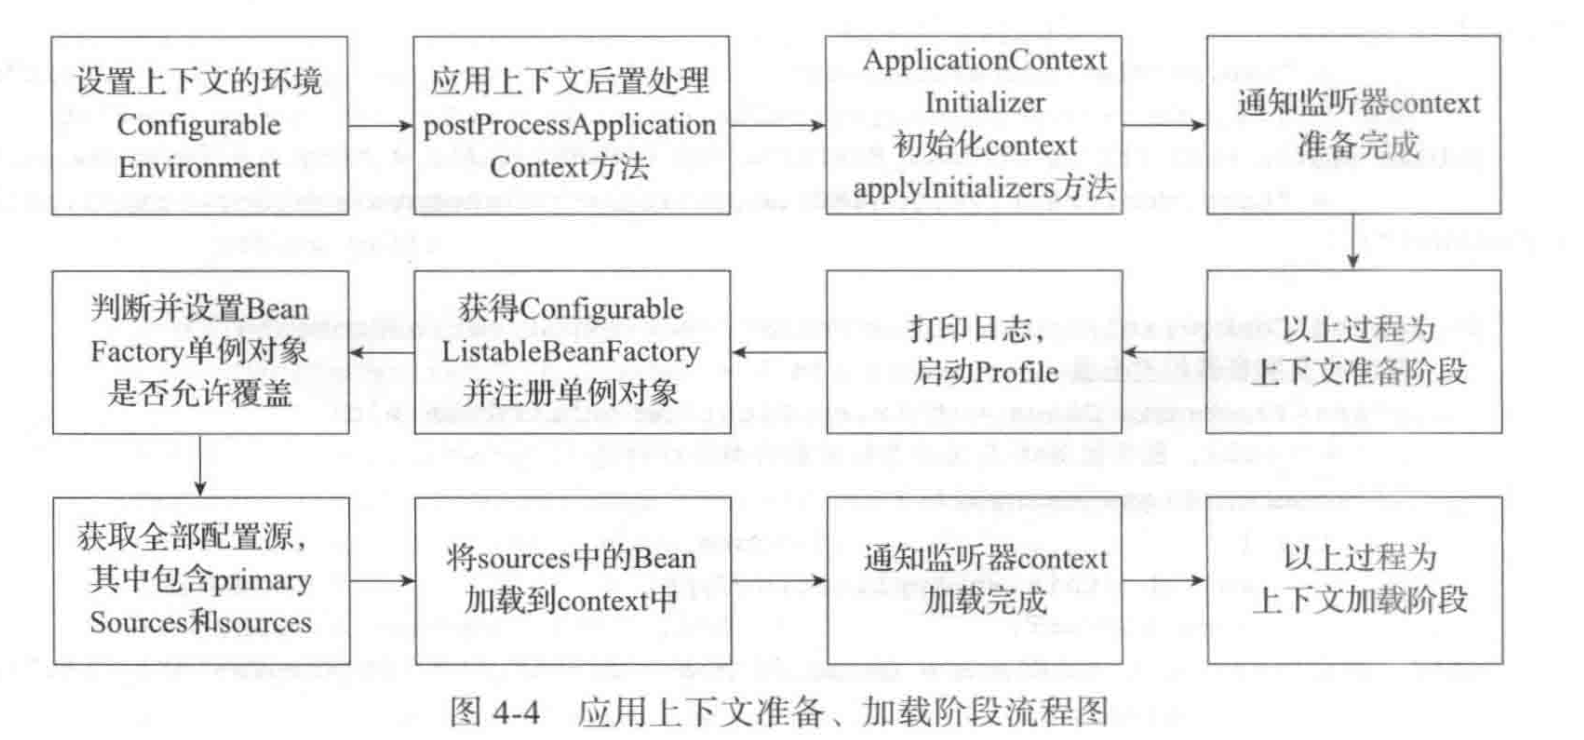 设置上下文的环境
Configurable
Environment
应用上下文后置处理
postProcessApplication
Context方法
ApplicationContext
Initializer
初始化context
applyInitializers方法
通知监听器context
准备完成
以上过程为
上下文准备阶段
打印日志，
启动Profile
获得Configurable
ListableBeanFactory
并注册单例对象
判断并设置Bean
Factory单例对象
是否允许覆盖
获取全部配置源，
其中包含primary
Sources和sources
将sources中的Bean
加载到context中
通知监听器context
加载完成
以上过程为
上下文加载阶段
图 4-4 应用上下文准备、加载阶段流程图